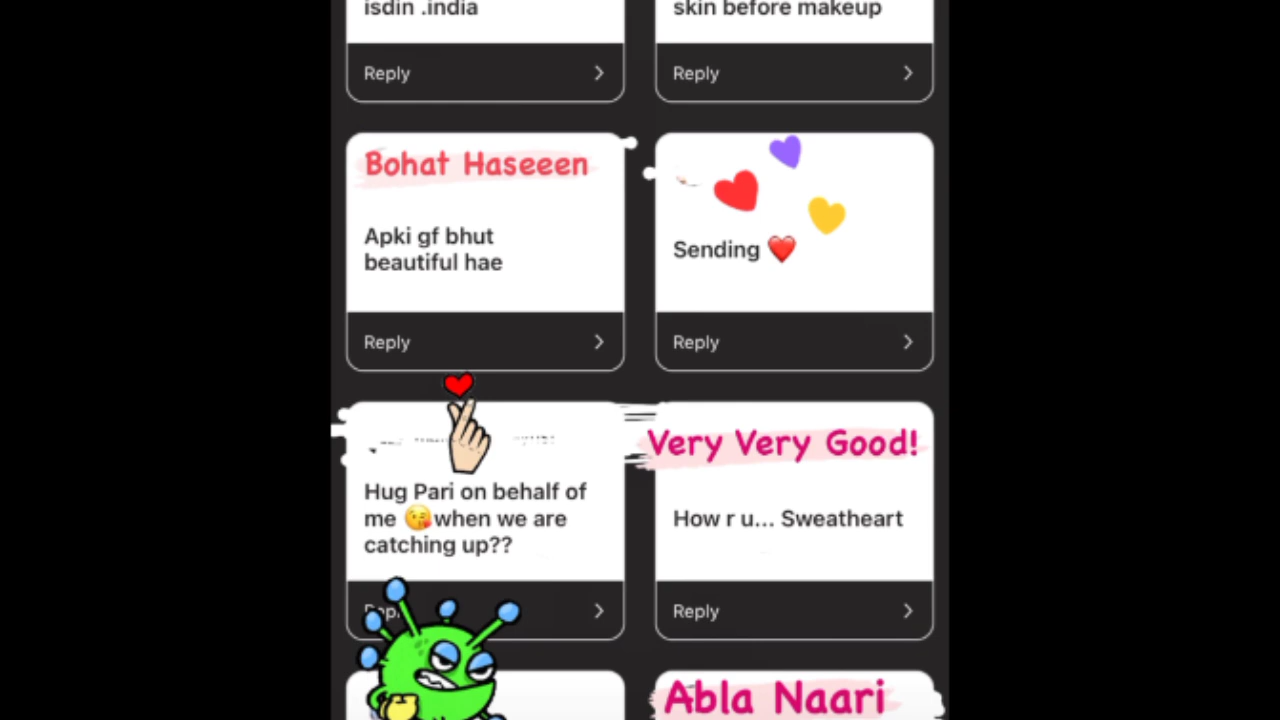 isdin .india
Reply
skin before makeup
Reply
Bohat Haseeen
Apki gf bhut
beautiful hae
Reply
Sending ❤️
Reply
Hug Pari on behalf of
me 😘when we are
catching up??
Reply
Very Very Good!
How r u... Sweatheart
Reply
Abla Naari